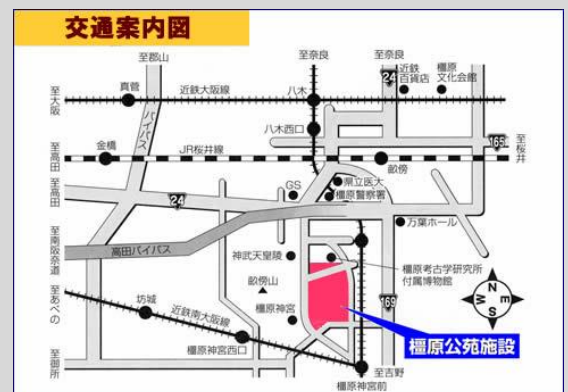 交通案内図
至郡山
至奈良
至奈良
24
近鉄
百貨店
橿原
文化会館
至大阪
真菅
近鉄大阪線
八木
バイパス
八木西口
165
至桜井
至高田
金橋
JR桜井線
畝傍
至高田
24
GS
県立医大
橿原警察署
万葉ホール
至南阪奈道
高田バイパス
神武天皇陵
橿原考古学研究所
付属博物館
畝傍山
至あべの
坊城
近鉄南大阪線
橿原神宮
169
N
E
S
W
橿原公苑施設
至御所
橿原神宮西口
至吉野
橿原神宮前